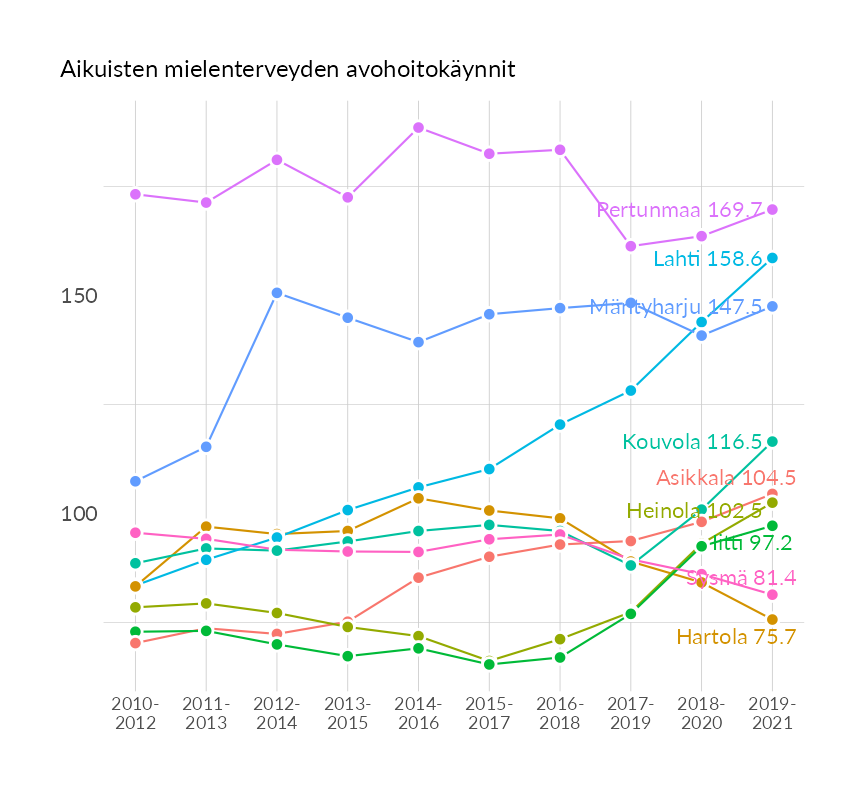 Aikuisten mielenterveyden avohoitokäynnit
Pertunmaa 169.7
Lahti 158.6
150
Mäntyharju 147.5
Kouvola 116.5
Asikkala 104.5
100
Heinola 102.5
Iitti 97.2
Sysmä 81.4
Hartola 75.7
2010- 2011- 2012- 2013- 2014- 2015- 2016- 2017- 2018- 2019-
2012 2013 2014 2015 2016 2017 2018 2019 2020 2021